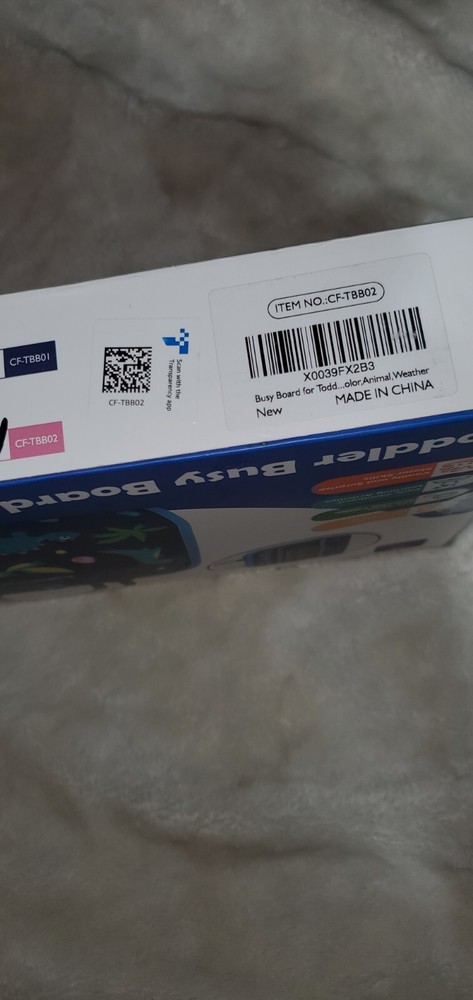 CF-TBB01
CF-TBB02
Scan with the
Transparency app
CF-TBB02
ITEM NO.:CF-TBB02
X0039FX2B3
Busy Board for Todd...olor,Animal,Weather
New
MADE IN CHINA
oddler Busy Board